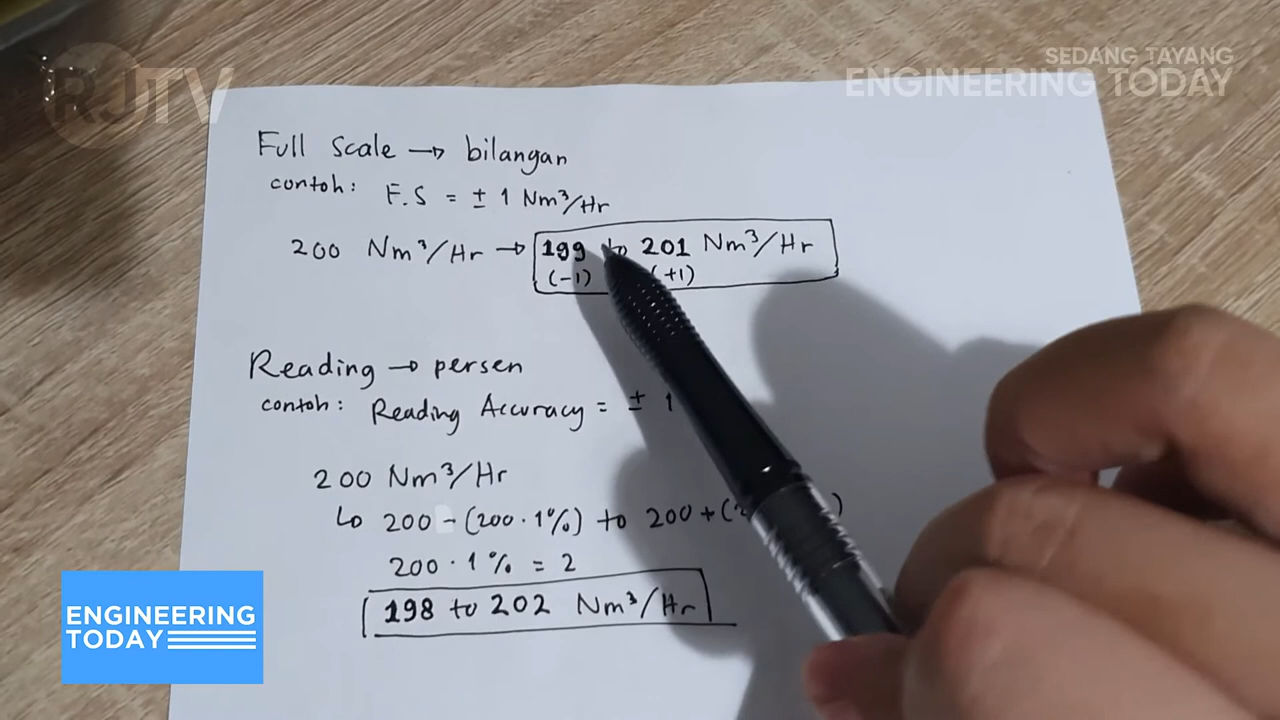 RJTV
SEDANG TAYANG
ENGINEERING TODAY
Full Scale → bilangan
contoh: F.S = ± 1 Nm³/Hr
200 Nm³/Hr → 199 to 201 Nm³/Hr
(-1) (+1)
Reading → persen
contoh: Reading Accuracy = ± 1
200 Nm³/Hr
↳ 200 - (200 · 1%) to 200 + (2 )
200 · 1% = 2
198 to 202 Nm³/Hr
ENGINEERING
TODAY